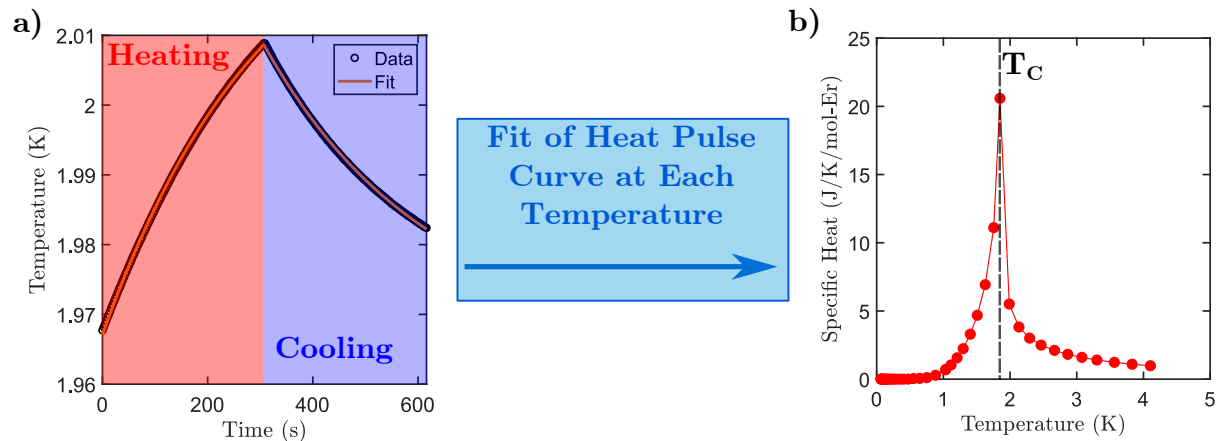 a)
Heating
Data
Fit
Cooling
Temperature (K)
2.01
2
1.99
1.98
1.97
1.96
0
200
400
600
Time (s)
Fit of Heat Pulse
Curve at Each
Temperature
b)
T_C
Specific Heat (J/K/mol-Er)
25
20
15
10
5
0
0
1
2
3
4
5
Temperature (K)